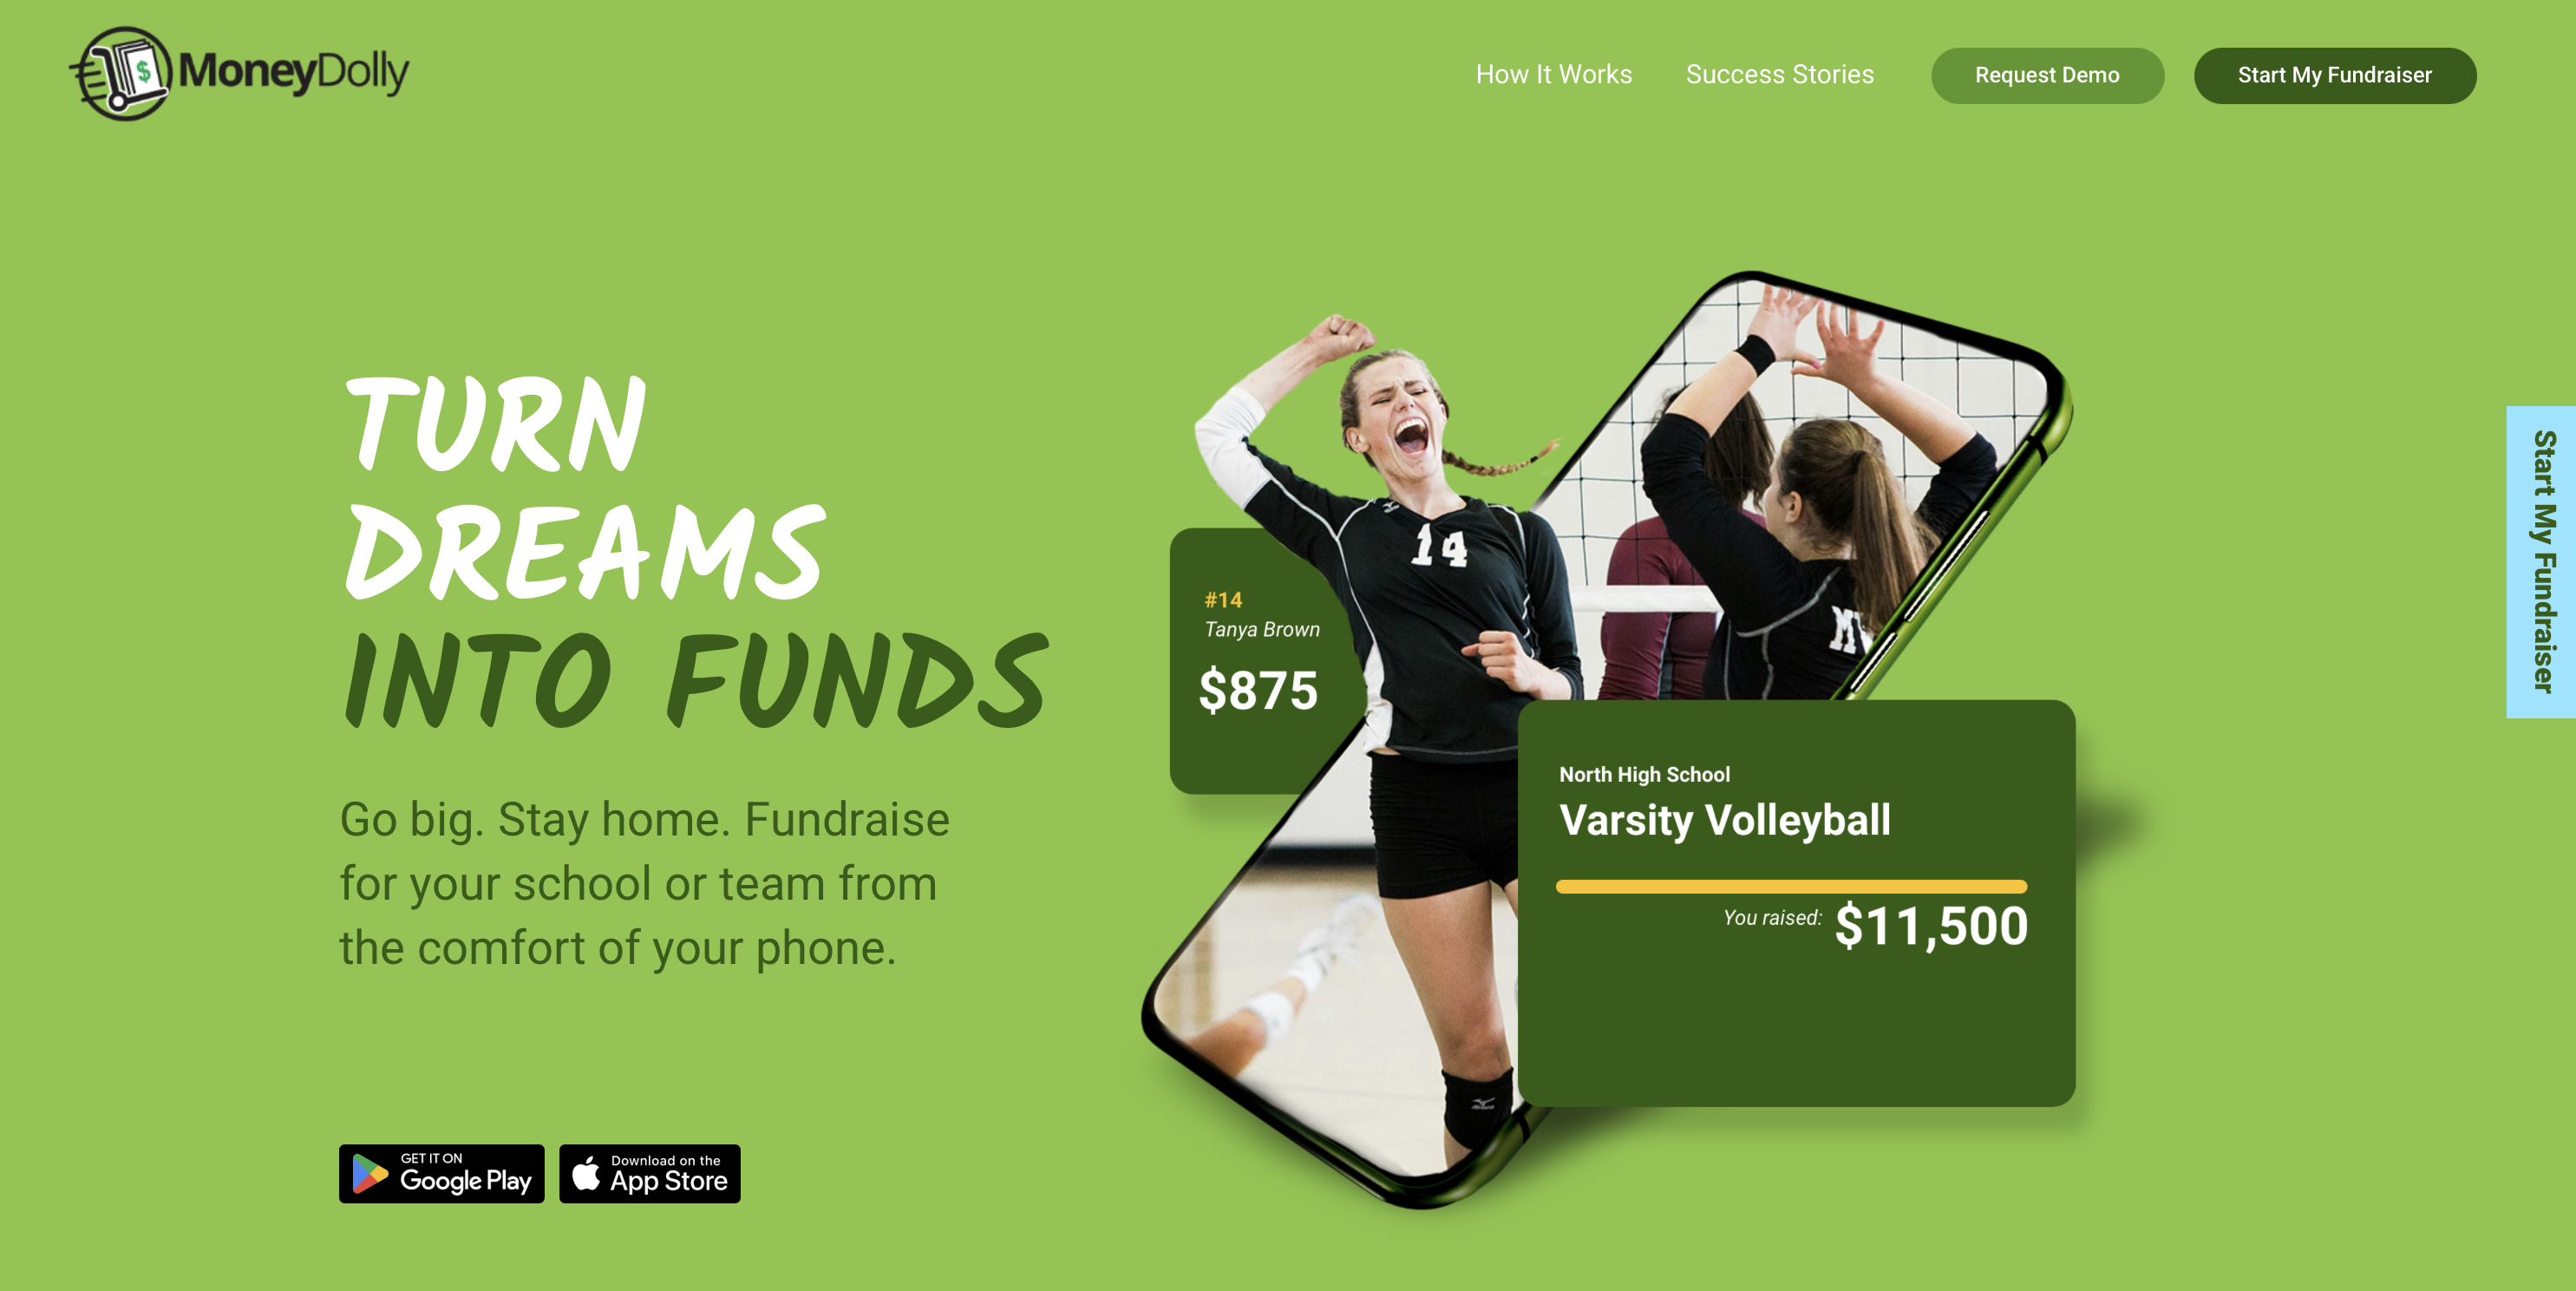 MoneyDolly
How It Works
Success Stories
Request Demo
Start My Fundraiser
TURN
DREAMS
INTO FUNDS
Go big. Stay home. Fundraise
for your school or team from
the comfort of your phone.
GET IT ON
Google Play
Download on the
App Store
14
#14
Tanya Brown
$875
North High School
Varsity Volleyball
You raised: $11,500
Start My Fundraiser